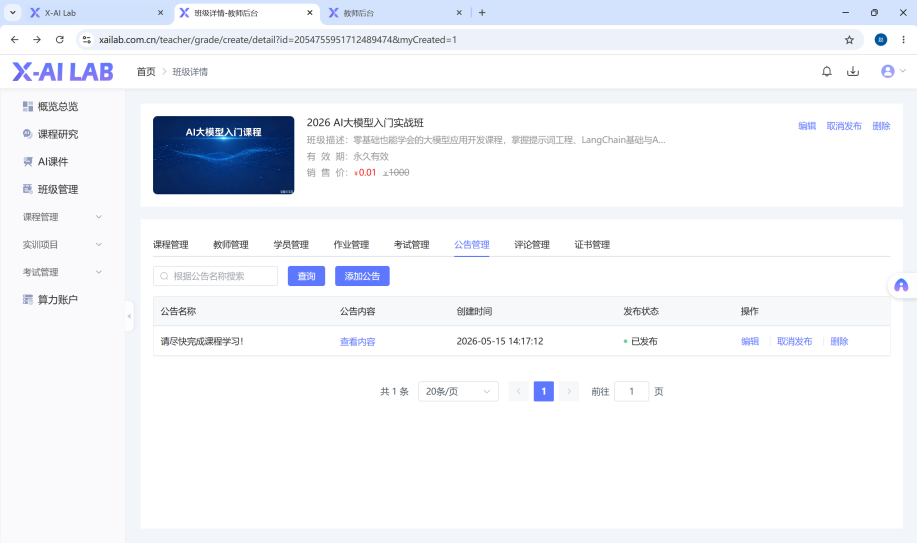 X-AI Lab
班级详情-教师后台
教师后台
xailab.com.cn/teacher/grade/create/detail?id=2054755951712489474&myCreated=1
X-AI LAB
首页 班级详情
概览总览
课程研究
AI课件
班级管理
课程管理
实训项目
考试管理
算力账户
AI大模型入门课程
2026 AI大模型入门实战班
编辑 取消发布 删除
班级描述：零基础也能学会的大模型应用开发课程，掌握提示词工程、LangChain基础与A...
有 效 期：永久有效
销 售 价：¥0.01 ¥1000
课程管理 教师管理 学员管理 作业管理 考试管理 公告管理 评论管理 证书管理
根据公告名称搜索 查询 添加公告
公告名称 公告内容 创建时间 发布状态 操作
请尽快完成课程学习！ 查看内容 2026-05-15 14:17:12 已发布 编辑 取消发布 删除
共 1 条 20条/页 1 前往 1 页